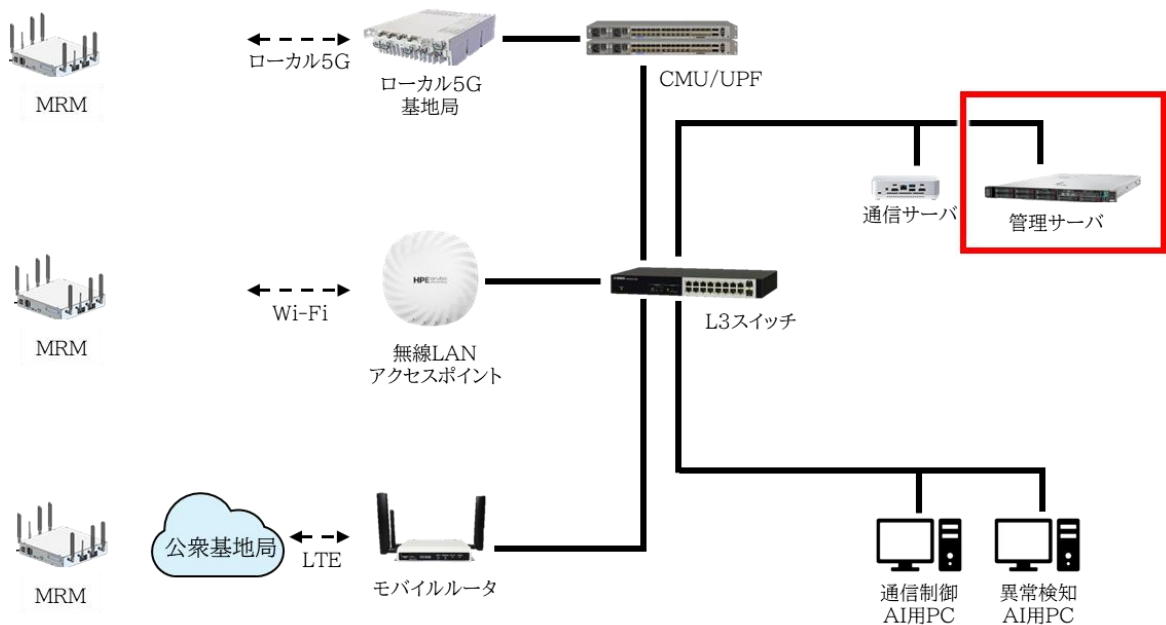 ローカル5G
MRM
ローカル5G
基地局
CMU/UPF
通信サーバ
管理サーバ
Wi-Fi
HPE
MRM
無線LAN
アクセスポイント
L3スイッチ
公衆基地局
LTE
MRM
モバイルルータ
通信制御
AI用PC
異常検知
AI用PC